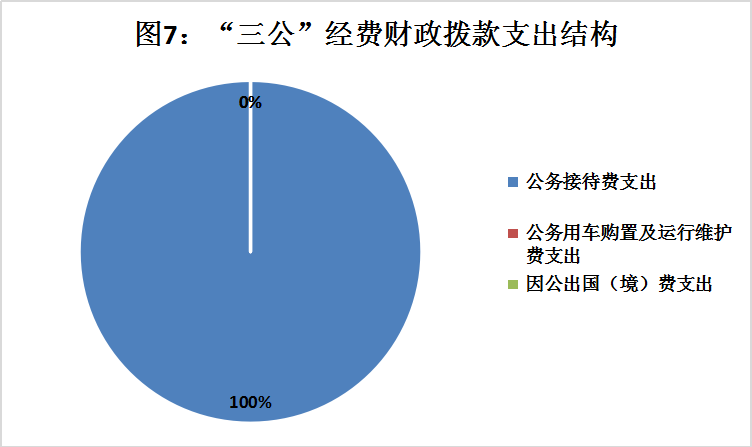 图7：“三公”经费财政拨款支出结构
0%
100%
公务接待费支出
公务用车购置及运行维护
费支出
因公出国（境）费支出